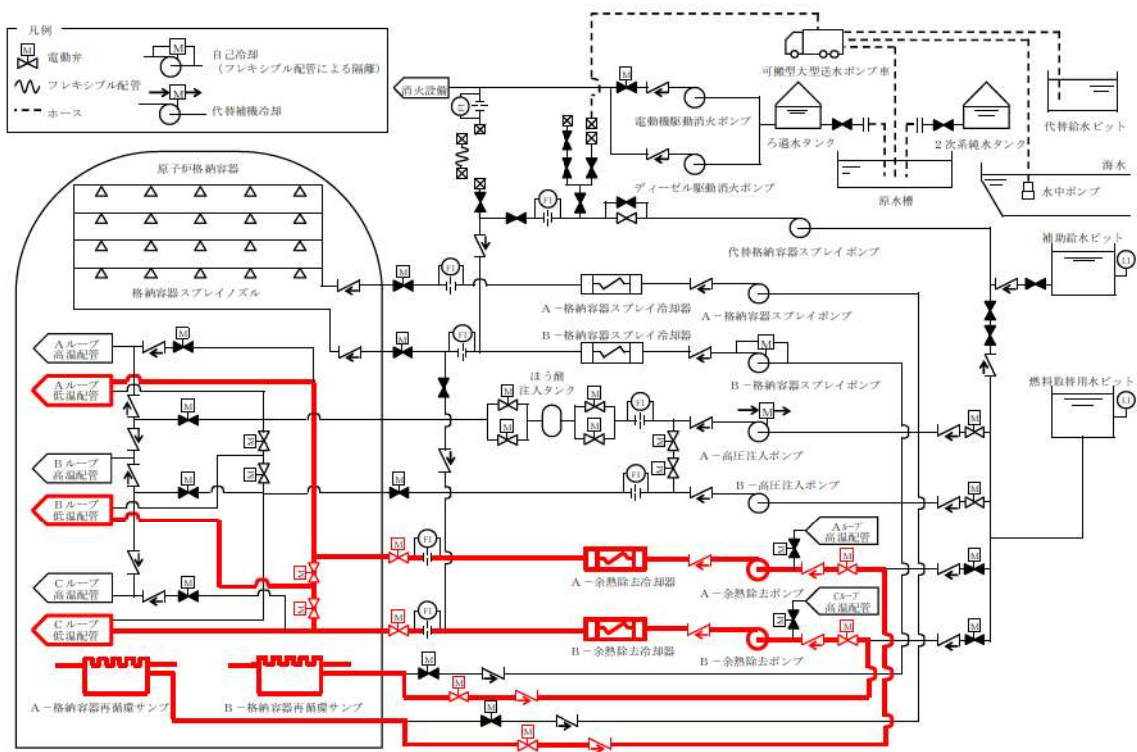 凡例
M
電動弁
フレキシブル配管
ホース
M
自己冷却
(フレキシブル配管による隔離)
M
代替補機冷却
消火設備
FI
M
電動機駆動消火ポンプ
ディーゼル駆動消火ポンプ
可搬型大型送水ポンプ車
ろ過水タンク
2次系純水タンク
原水槽
代替給水ピット
海水
水中ポンプ
FI
代替格納容器スプレイポンプ
補助給水ピット
LI
原子炉格納容器
格納容器スプレイノズル
M
FI
A-格納容器スプレイ冷却器
A-格納容器スプレイポンプ
M
FI
B-格納容器スプレイ冷却器
M
B-格納容器スプレイポンプ
燃料取替用水ピット
LI
Aループ
高温配管
M
Aループ
低温配管
M
ほう酸
注入タンク
M
M
M
M
FI
M
M
A-高圧注入ポンプ
M
Bループ
高温配管
M
M
M
M
M
FI
B-高圧注入ポンプ
M
Bループ
低温配管
M
M
FI
A-余熱除去冷却器
A-余熱除去ポンプ
Aループ
高温配管
M
M
M
Cループ
高温配管
M
M
Cループ
低温配管
M
FI
B-余熱除去冷却器
B-余熱除去ポンプ
Cループ
高温配管
M
M
M
M
M
A-格納容器再循環サンプ
B-格納容器再循環サンプ
M
M